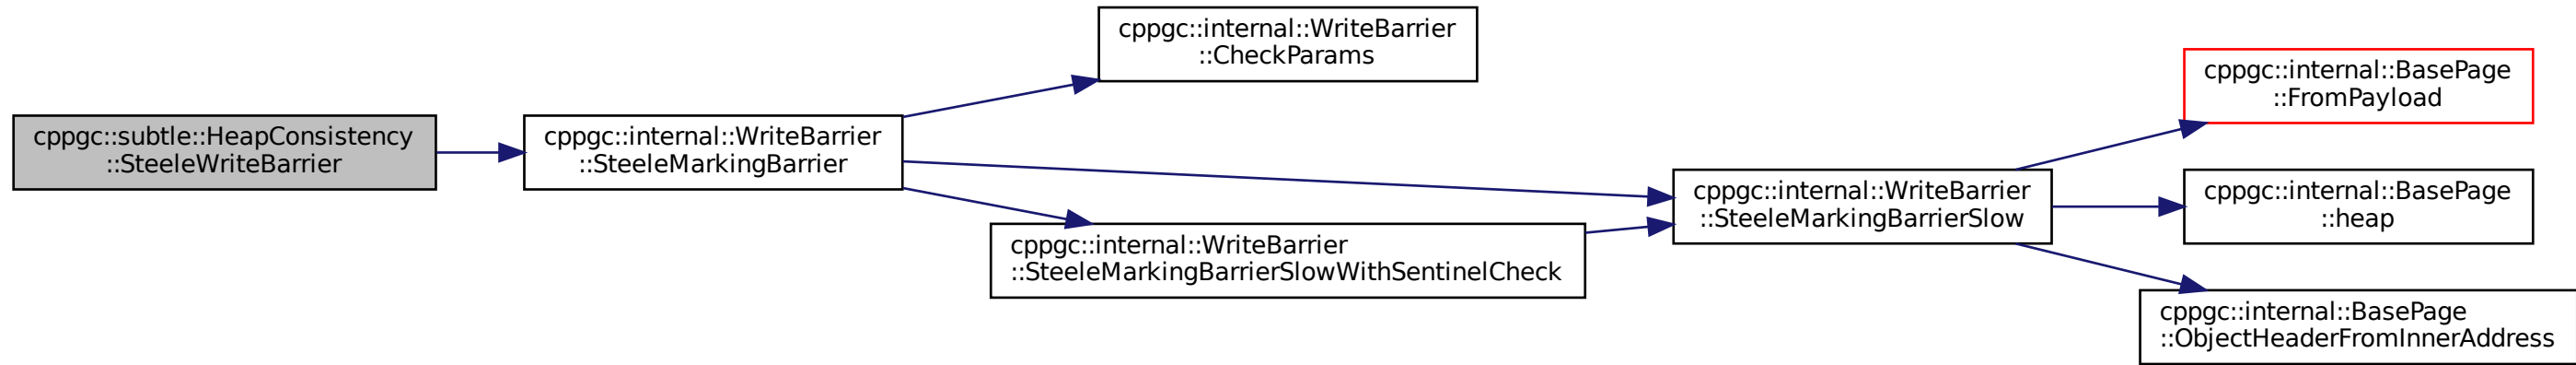 cppgc::subtle::HeapConsistency
::SteeleWriteBarrier
cppgc::internal::WriteBarrier
::SteeleMarkingBarrier
cppgc::internal::WriteBarrier
::CheckParams
cppgc::internal::WriteBarrier
::SteeleMarkingBarrierSlowWithSentinelCheck
cppgc::internal::WriteBarrier
::SteeleMarkingBarrierSlow
cppgc::internal::BasePage
::FromPayload
cppgc::internal::BasePage
::heap
cppgc::internal::BasePage
::ObjectHeaderFromInnerAddress